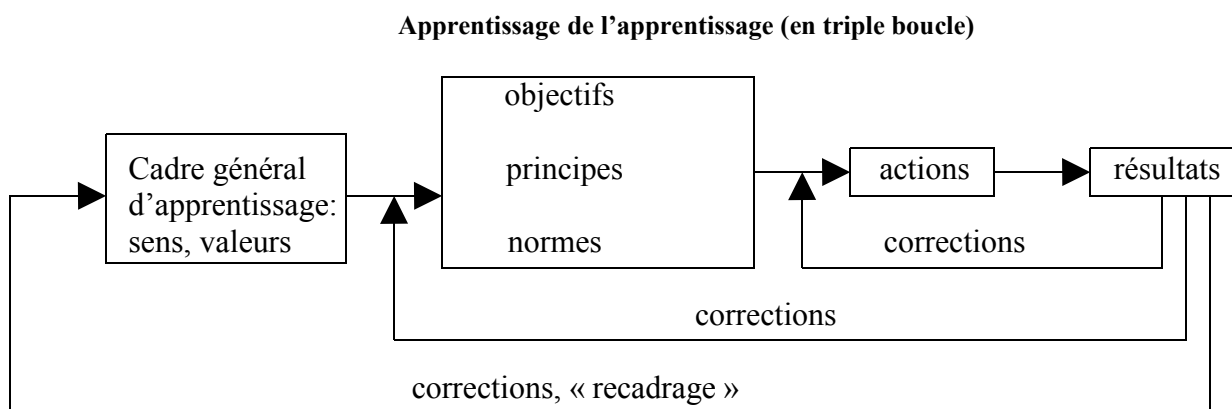 Apprentissage de l’apprentissage (en triple boucle)
objectifs
principes
normes
Cadre général
d’apprentissage:
sens, valeurs
actions
résultats
corrections
corrections
corrections, « recadrage »